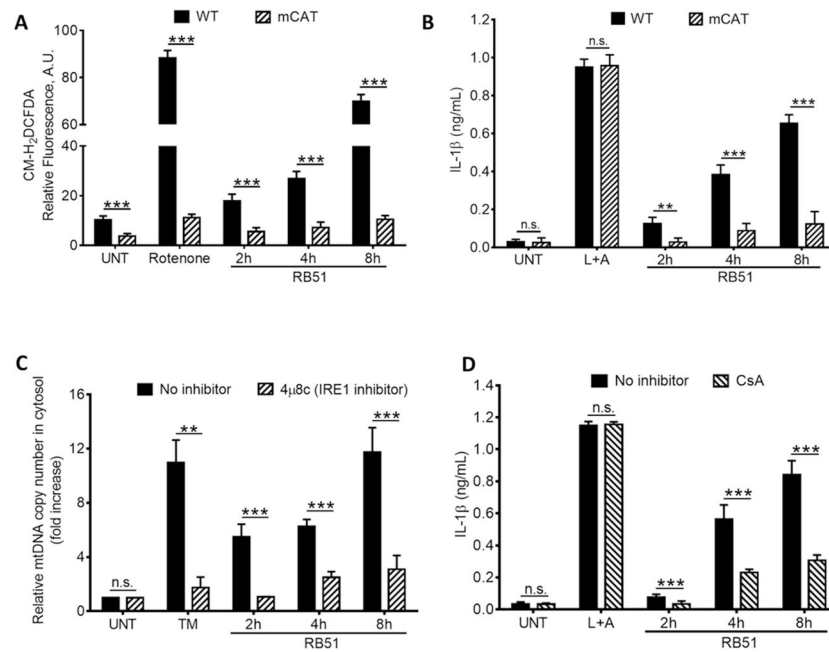 A
WT mCAT
CM-H₂DCFDA
Relative Fluorescence, A.U.
100
80
60
40
20
0
***
***
***
***
***
UNT Rotenone 2h 4h 8h
RB51
B
WT mCAT
IL-1β (ng/mL)
1.2
1.0
0.8
0.6
0.4
0.2
0.0
n.s.
n.s.
**
***
***
UNT L+A 2h 4h 8h
RB51
C
No inhibitor 4μ8c (IRE1 inhibitor)
Relative mtDNA copy number in cytosol
(fold increase)
16
12
8
4
0
n.s.
**
***
***
***
UNT TM 2h 4h 8h
RB51
D
No inhibitor CsA
IL-1β (ng/mL)
1.4
1.2
1.0
0.8
0.6
0.4
0.2
0.0
n.s.
n.s.
***
***
***
UNT L+A 2h 4h 8h
RB51